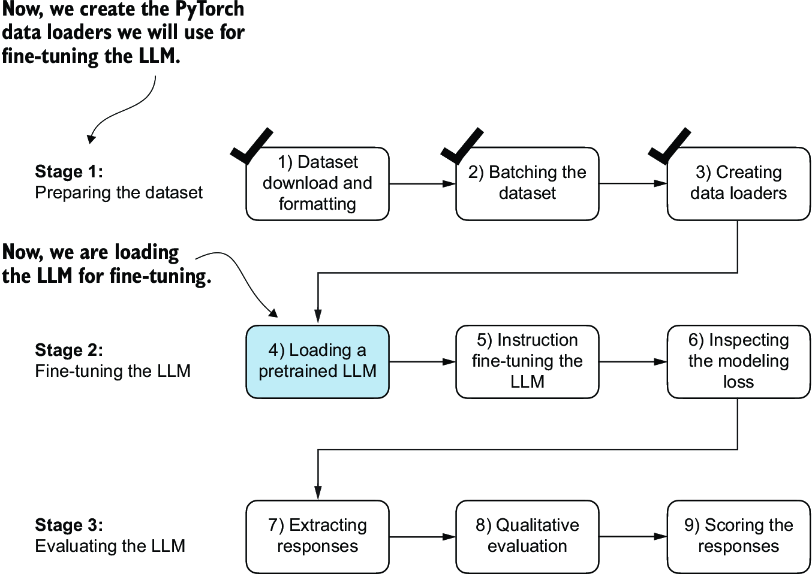 Now, we create the PyTorch
data loaders we will use for
fine-tuning the LLM.
Stage 1:
Preparing the dataset
1) Dataset
download and
formatting
2) Batching the
dataset
3) Creating
data loaders
Now, we are loading
the LLM for fine-tuning.
Stage 2:
Fine-tuning the LLM
4) Loading a
pretrained LLM
5) Instruction
fine-tuning the
LLM
6) Inspecting
the modeling
loss
Stage 3:
Evaluating the LLM
7) Extracting
responses
8) Qualitative
evaluation
9) Scoring the
responses